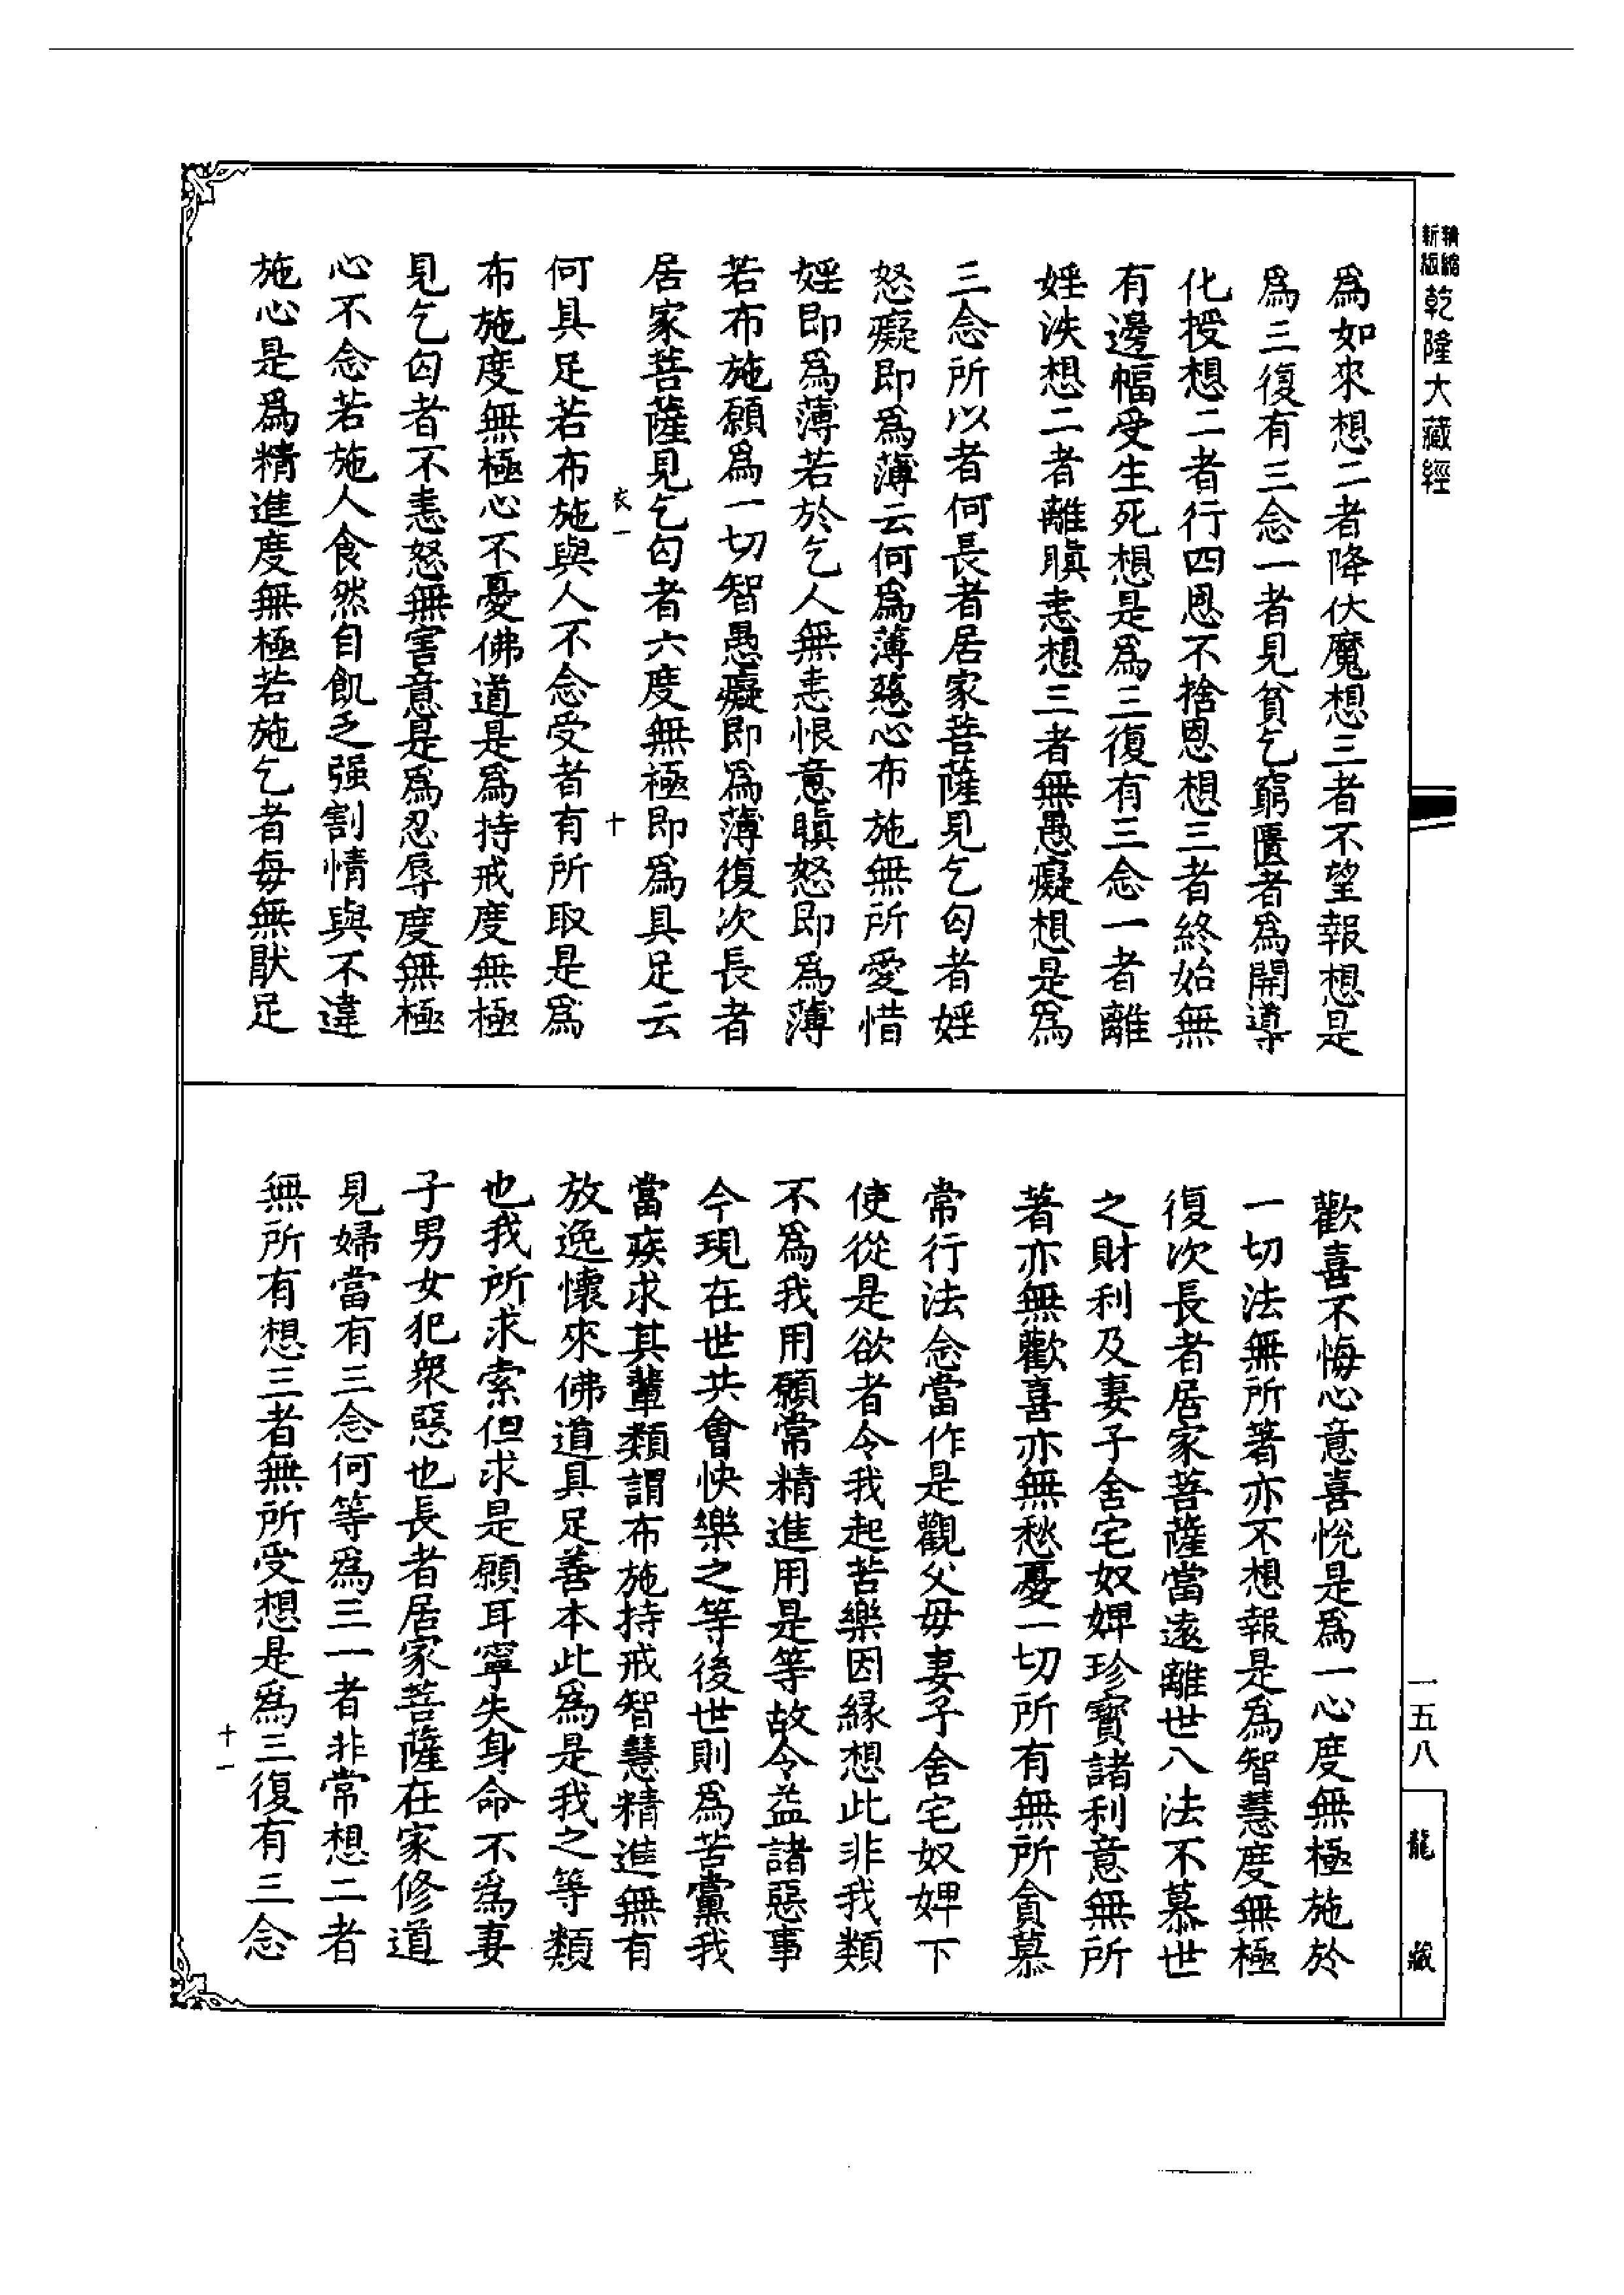 精縮新版乾隆大藏經
爲如來想二者降伏魔想三者不望報想是
爲三復有三念一者見貧乞窮匱者爲開導
化授想二者行四恩不捨恩想三者終始無
有邊幅受生死想是爲三復有三念一者離
婬泆想二者離瞋恚想三者無愚癡想是爲
三念所以者何長者居家菩薩見乞匃者婬
怒癡即爲薄云何爲薄慈心布施無所愛惜
婬即爲薄若於乞人無恚恨意瞋怒即爲薄
若布施願爲一切智愚癡即爲薄復次長者
居家菩薩見乞匃者六度無極即爲具足云
衣一
十
何具足若布施與人不念受者有所取是爲
布施度無極心不憂佛道是爲持戒度無極
見乞匃者不恚怒無害意是爲忍辱度無極
心不念若施人食然自飢乏强割情與不違
施心是爲精進度無極若施乞者每無猒足
歡喜不悔心意喜悅是爲一心度無極施於
一切法無所著亦不想報是爲智慧度無極
復次長者居家菩薩當遠離世八法不慕世
之財利及妻子舍宅奴婢珍寶諸利意無所
著亦無歡喜亦無愁憂一切所有無所貪慕
常行法念當作是觀父母妻子舍宅奴婢下
使從是欲者令我起苦樂因緣想此非我類
不爲我用願常精進用是等故令益諸惡事
今現在世共會快樂之等後世則爲苦黨我
當疾求其輩類謂布施持戒智慧精進無有
放逸懷來佛道具足善本此爲是我之等類
也我所求索但求是願耳寧失身命不爲妻
子男女犯衆惡也長者居家菩薩在家修道
見婦當有三念何等爲三一者非常想二者
無所有想三者無所受想是爲三復有三念
十一
一五八
龍藏